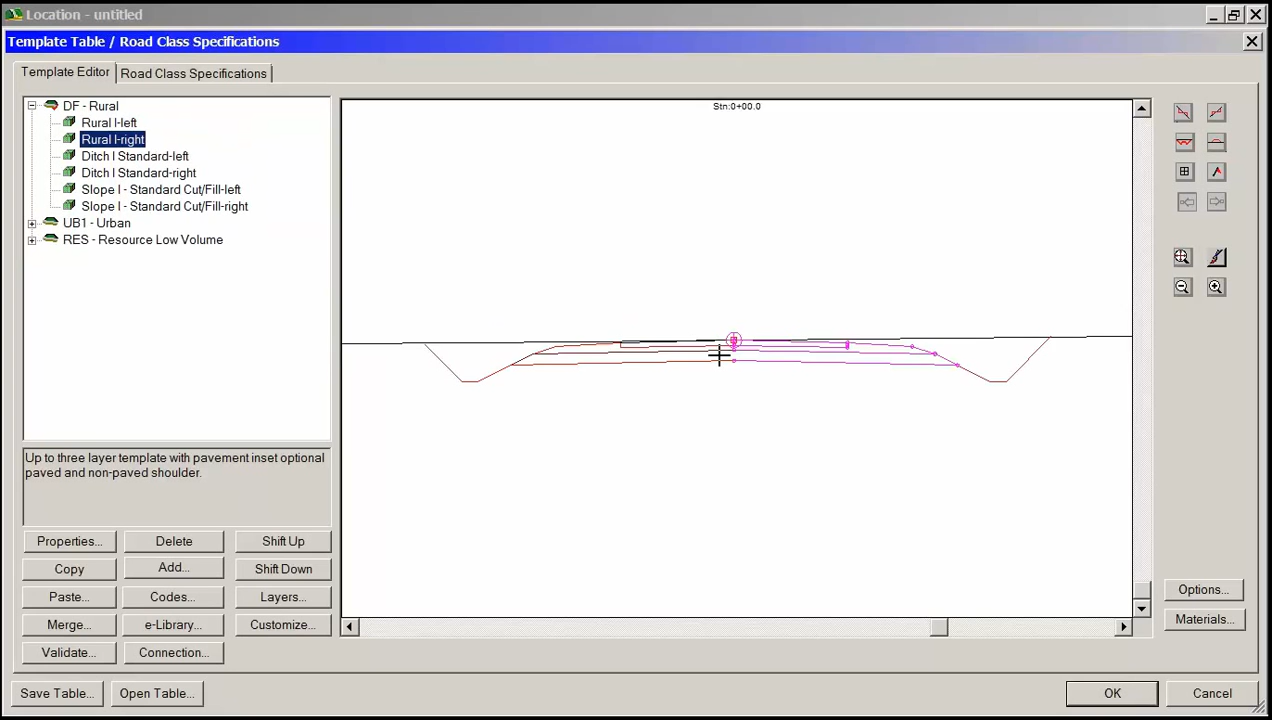 Location - untitled
Template Table / Road Class Specifications
Template Editor
Road Class Specifications
DF - Rural
Rural I-left
Rural I-right
Ditch I Standard-left
Ditch I Standard-right
Slope I - Standard Cut/Fill-left
Slope I - Standard Cut/Fill-right
UB1 - Urban
RES - Resource Low Volume
Stn:0+00.0
Up to three layer template with pavement inset optional
paved and non-paved shoulder.
Properties... Delete Shift Up
Copy Add... Shift Down
Paste... Codes... Layers...
Merge... e-Library... Customize...
Validate... Connection...
Options...
Materials...
Save Table... Open Table... OK Cancel